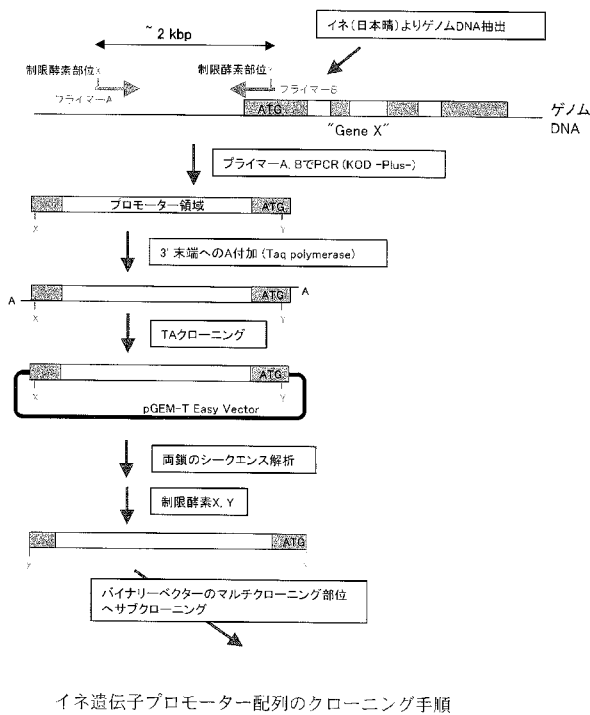 ~ 2 kbp
イネ(日本晴)よりゲノムDNA抽出
制限酵素部位X
制限酵素部位Y
プライマーA
プライマーB
ATG
ゲノム
DNA
"Gene X"
プライマーA, BでPCR (KOD -Plus-)
プロモーター領域
ATG
X
Y
3' 末端へのA付加 (Taq polymerase)
A
ATG
A
X
Y
TAクローニング
ATG
X
Y
pGEM-T Easy Vector
両鎖のシークエンス解析
制限酵素X, Y
ATG
バイナリーベクターのマルチクローニング部位
へサブクローニング
イネ遺伝子プロモーター配列のクローニング手順